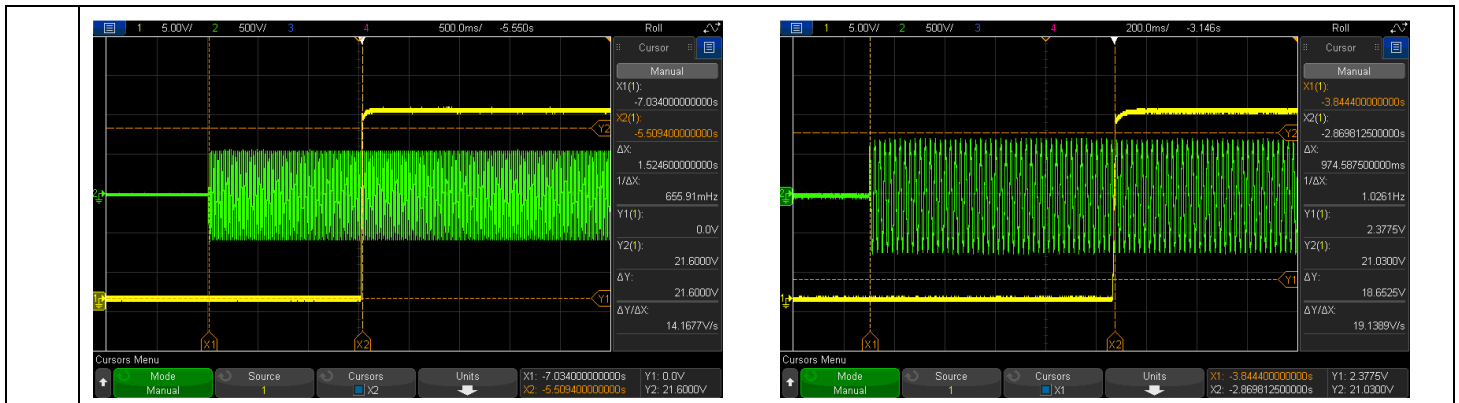 1 5.00V/ 2 500V/ 3 4 500.0ms/ -5.550s Roll
Cursor
Manual
X1(1):
-7.034000000000s
X2(1):
-5.509400000000s
ΔX:
1.524600000000s
1/ΔX:
655.91mHz
Y1(1):
0.0V
Y2(1):
21.6000V
ΔY:
21.6000V
ΔY/ΔX:
14.1677V/s
Y2
2
1
Y1
X1 X2
Cursors Menu
Mode Source Cursors Units X1: -7.034000000000s Y1: 0.0V
Manual 1 X2 X2: -5.509400000000s Y2: 21.6000V
1 5.00V/ 2 500V/ 3 4 200.0ms/ -3.146s Roll
Cursor
Manual
X1(1):
-3.844400000000s
X2(1):
-2.869812500000s
ΔX:
974.587500000ms
1/ΔX:
1.0261Hz
Y1(1):
2.3775V
Y2(1):
21.0300V
ΔY:
18.6525V
ΔY/ΔX:
19.1389V/s
Y2
2
Y1
1
X1 X2
Cursors Menu
Mode Source Cursors Units X1: -3.844400000000s Y1: 2.3775V
Manual 1 X1 X2: -2.869812500000s Y2: 21.0300V